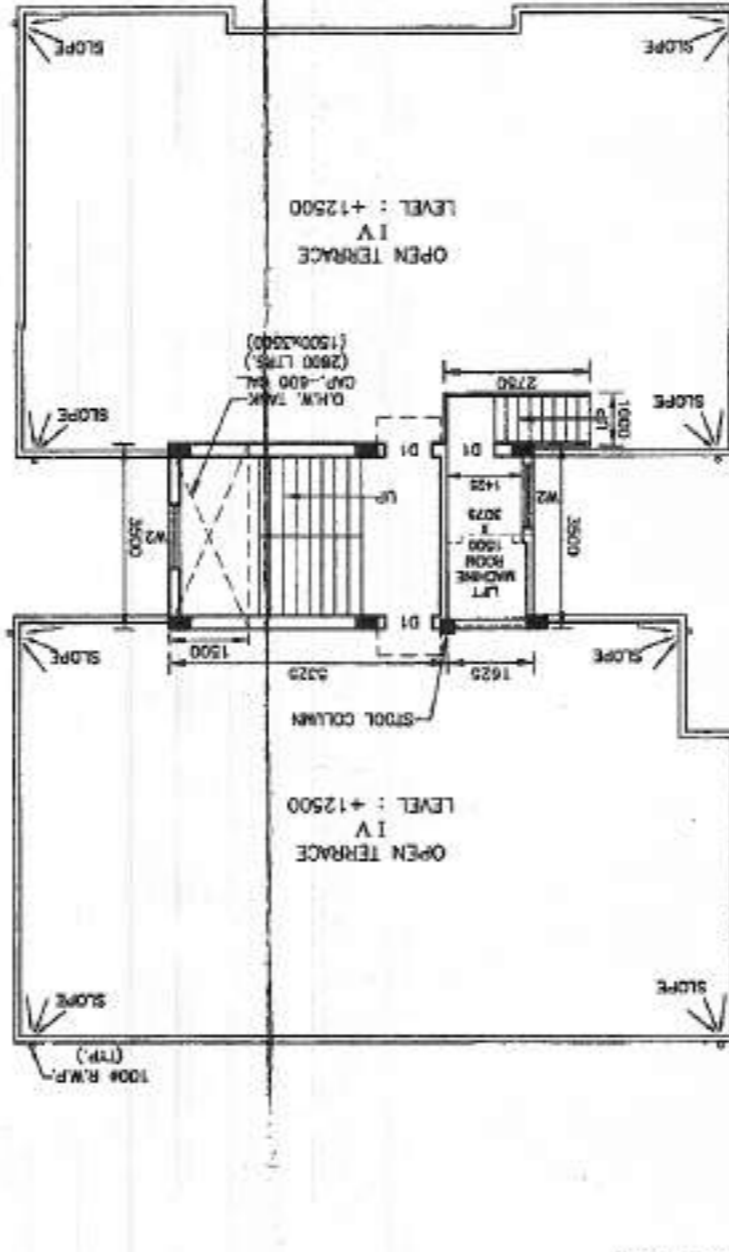 100ø R.W.P.
(TYP.)
SLOPE
SLOPE
OPEN TERRACE
IV
LEVEL : +12500
STOOL COLUMN
1625
5325
SLOPE
1500
SLOPE
D1
LIFT
MACHINE
ROOM
1500
X
3075
3500
W2
1425
UP
W2
3500
D1
D1
UP
1600
SLOPE
SLOPE
2750
O.H.W. TANK
CAP.-600 GAL.
(2800 LTRS.)
(1500x3500)
OPEN TERRACE
IV
LEVEL : +12500
SLOPE
SLOPE